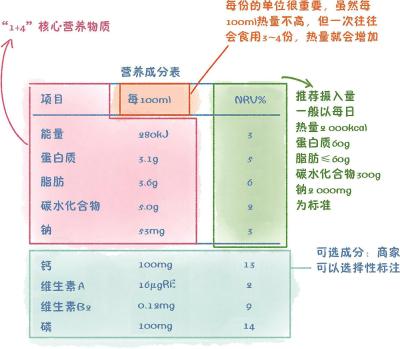 每份的单位很重要，虽然每
100ml热量不高，但一次往往
会食用3~4份，热量就会增加
“1+4”核心营养物质
营养成分表
项目 每100ml NRV%
能量 280kJ 3
蛋白质 3.1g 5
脂肪 3.6g 6
碳水化合物 5.0g 2
钠 53mg 3
钙 100mg 13
维生素A 16μgRE 2
维生素B2 0.12mg 9
磷 100mg 14
推荐摄入量
一般以每日
热量2000kcal
蛋白质60g
脂肪≤60g
碳水化合物300g
钠2000mg
为标准
可选成分：商家
可以选择性标注